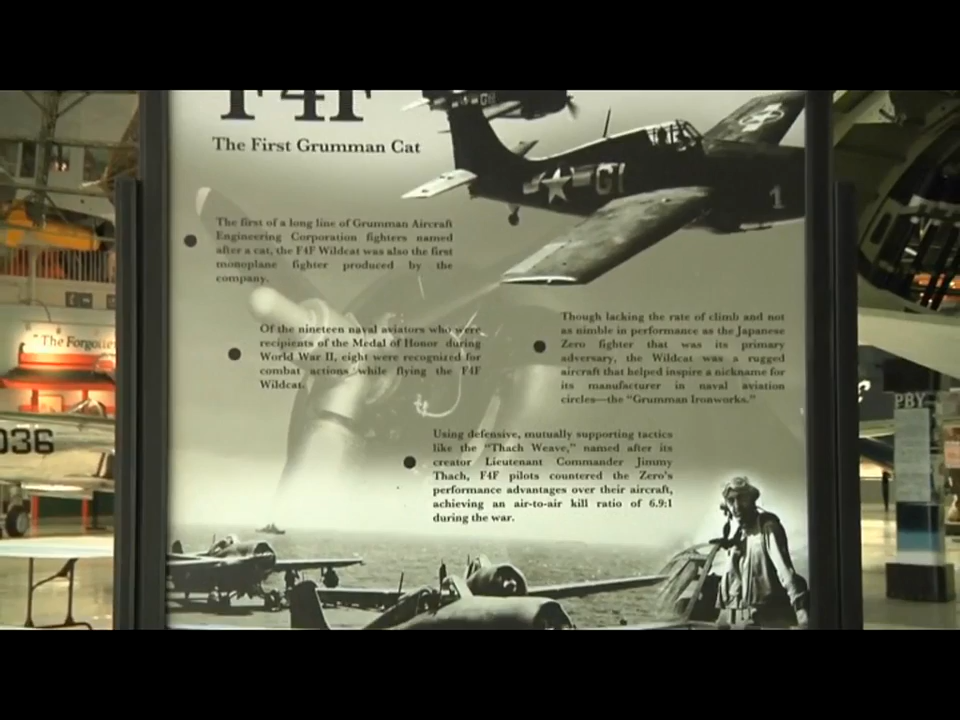 F4F
The First Grumman Cat
The first of a long line of Grumman Aircraft
Engineering Corporation fighters named
after a cat, the F4F Wildcat was also the first
monoplane fighter produced by the
company.
Of the nineteen naval aviators who were
recipients of the Medal of Honor during
World War II, eight were recognized for
combat actions while flying the F4F
Wildcat.
Though lacking the rate of climb and not
as nimble in performance as the Japanese
Zero fighter that was its primary
adversary, the Wildcat was a rugged
aircraft that helped inspire a nickname for
its manufacturer in naval aviation
circles—the “Grumman Ironworks.”
Using defensive, mutually supporting tactics
like the “Thach Weave,” named after its
creator Lieutenant Commander Jimmy
Thach, F4F pilots countered the Zero’s
performance advantages over their aircraft,
achieving an air-to-air kill ratio of 6.9:1
during the war.
1
"The Forgotte
036
PBY